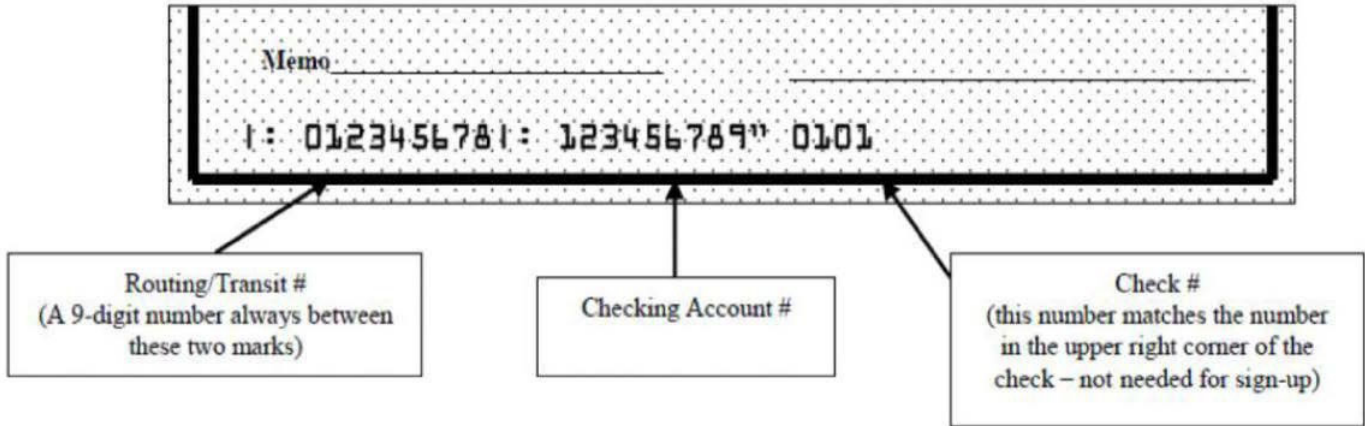 Memo
|: 012345678|: 123456789" 0101
Routing/Transit #
(A 9-digit number always between
these two marks)
Checking Account #
Check #
(this number matches the number
in the upper right corner of the
check – not needed for sign-up)